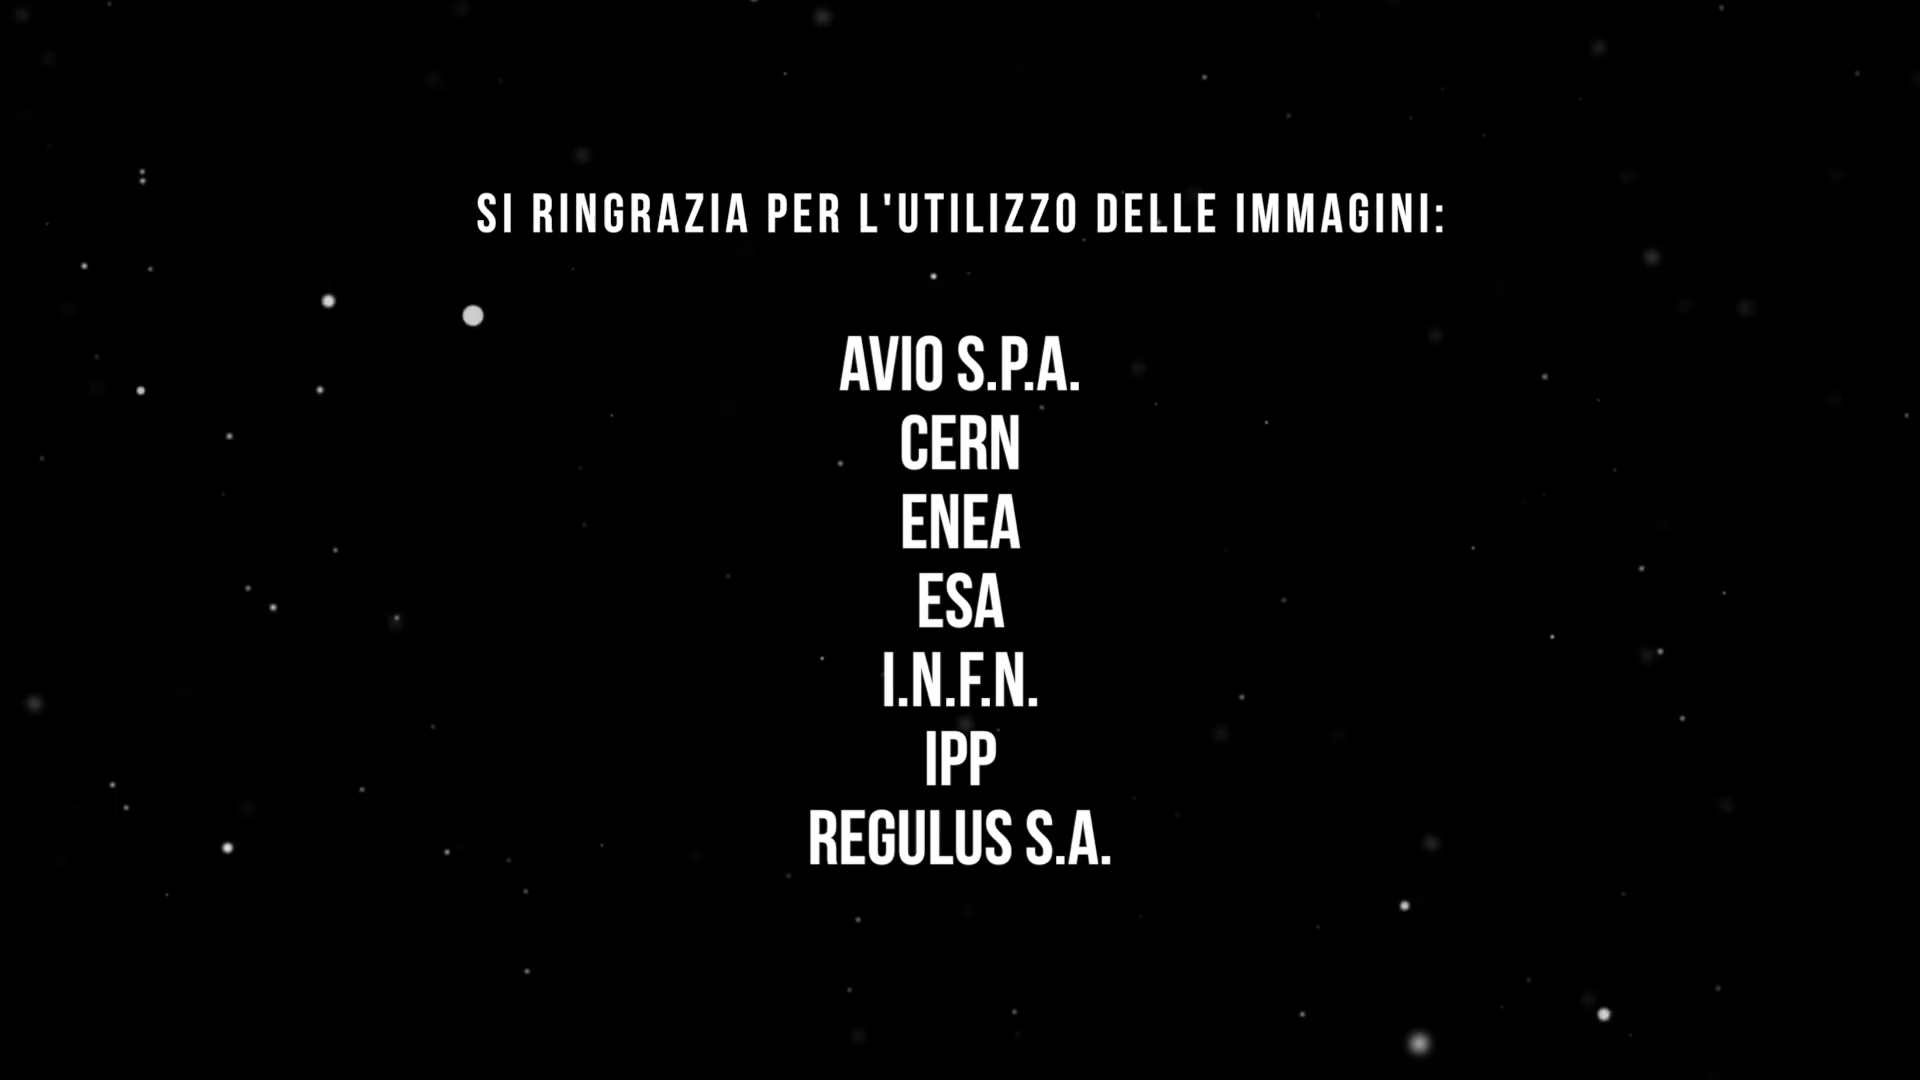 SI RINGRAZIA PER L'UTILIZZO DELLE IMMAGINI:
AVIO S.P.A.
CERN
ENEA
ESA
I.N.F.N.
IPP
REGULUS S.A.